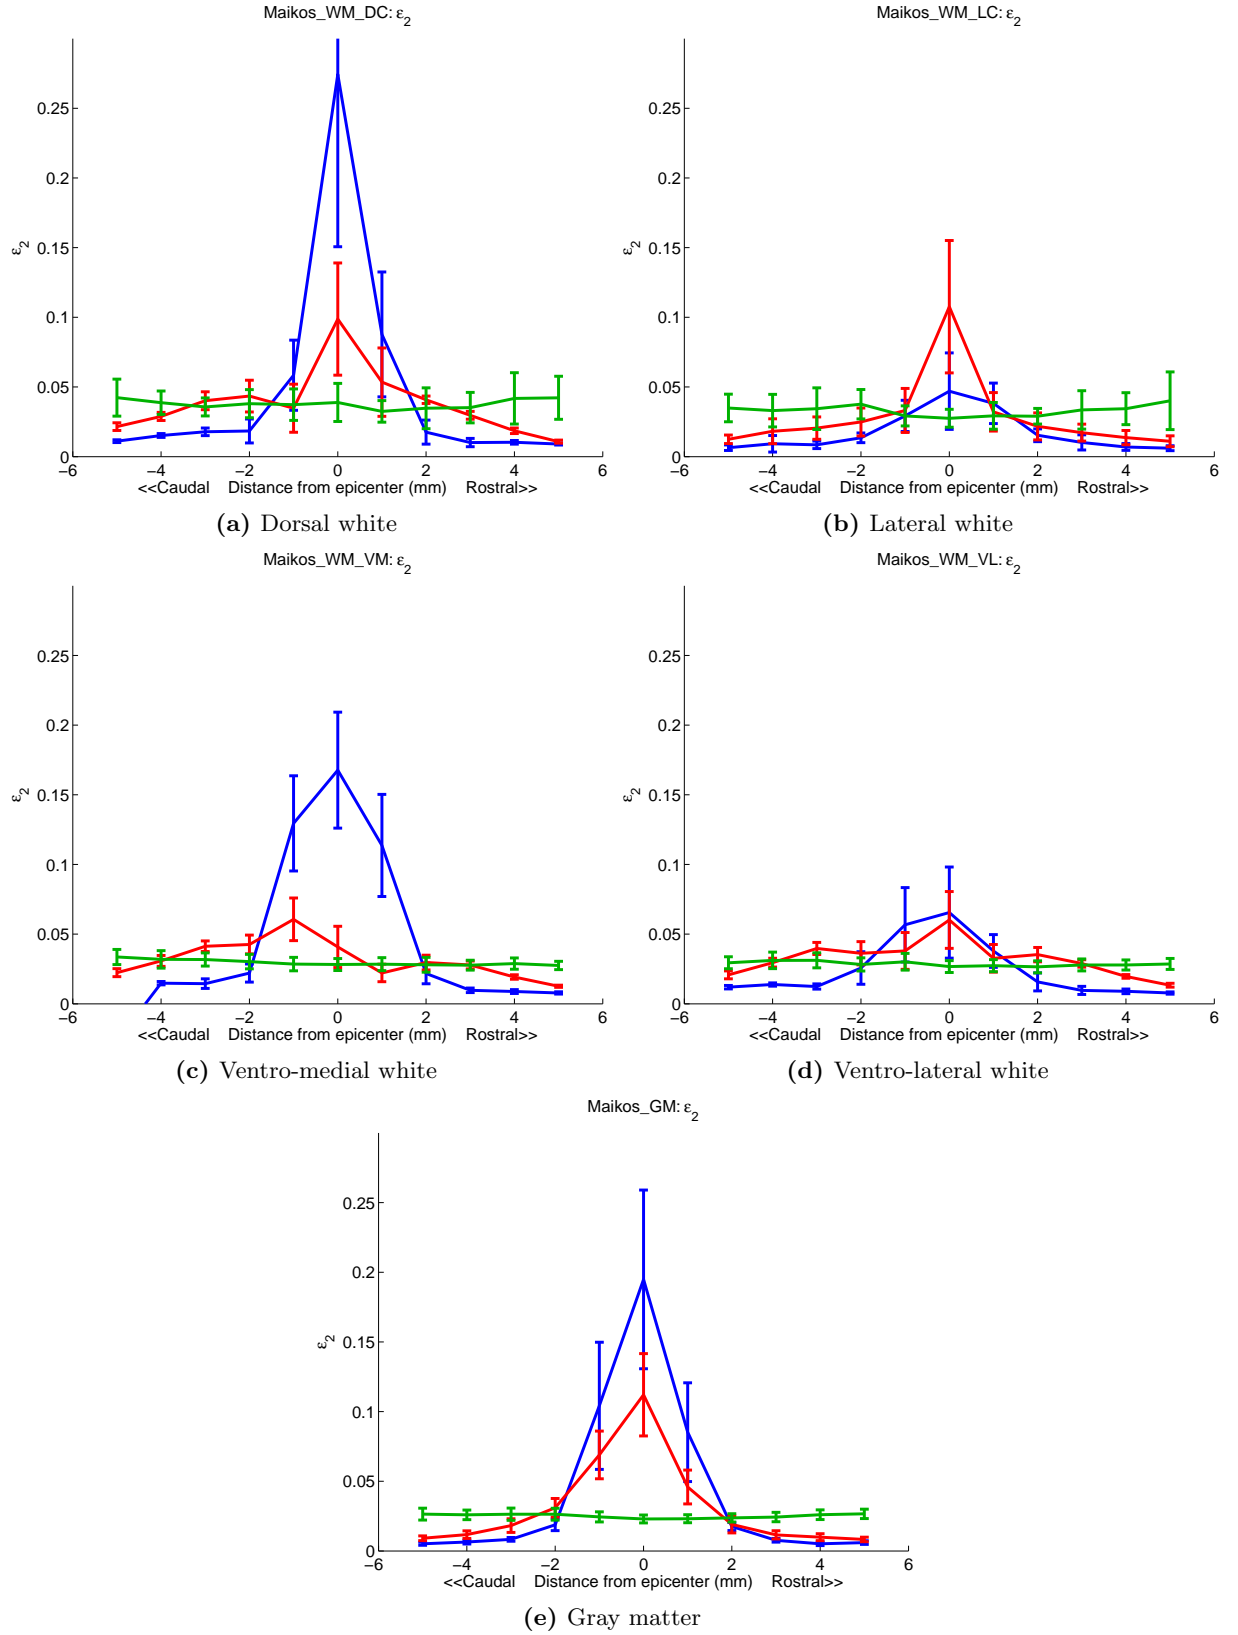 Maikos_WM_DC: ε2
0.25
0.2
0.15
0.1
0.05
0
ε2
−6 −4 −2 0 2 4 6
<<Caudal Distance from epicenter (mm) Rostral>>
(a) Dorsal white
Maikos_WM_LC: ε2
0.25
0.2
0.15
0.1
0.05
0
ε2
−6 −4 −2 0 2 4 6
<<Caudal Distance from epicenter (mm) Rostral>>
(b) Lateral white
Maikos_WM_VM: ε2
0.25
0.2
0.15
0.1
0.05
0
ε2
−6 −4 −2 0 2 4 6
<<Caudal Distance from epicenter (mm) Rostral>>
(c) Ventro-medial white
Maikos_WM_VL: ε2
0.25
0.2
0.15
0.1
0.05
0
ε2
−6 −4 −2 0 2 4 6
<<Caudal Distance from epicenter (mm) Rostral>>
(d) Ventro-lateral white
Maikos_GM: ε2
0.25
0.2
0.15
0.1
0.05
0
ε2
−6 −4 −2 0 2 4 6
<<Caudal Distance from epicenter (mm) Rostral>>
(e) Gray matter